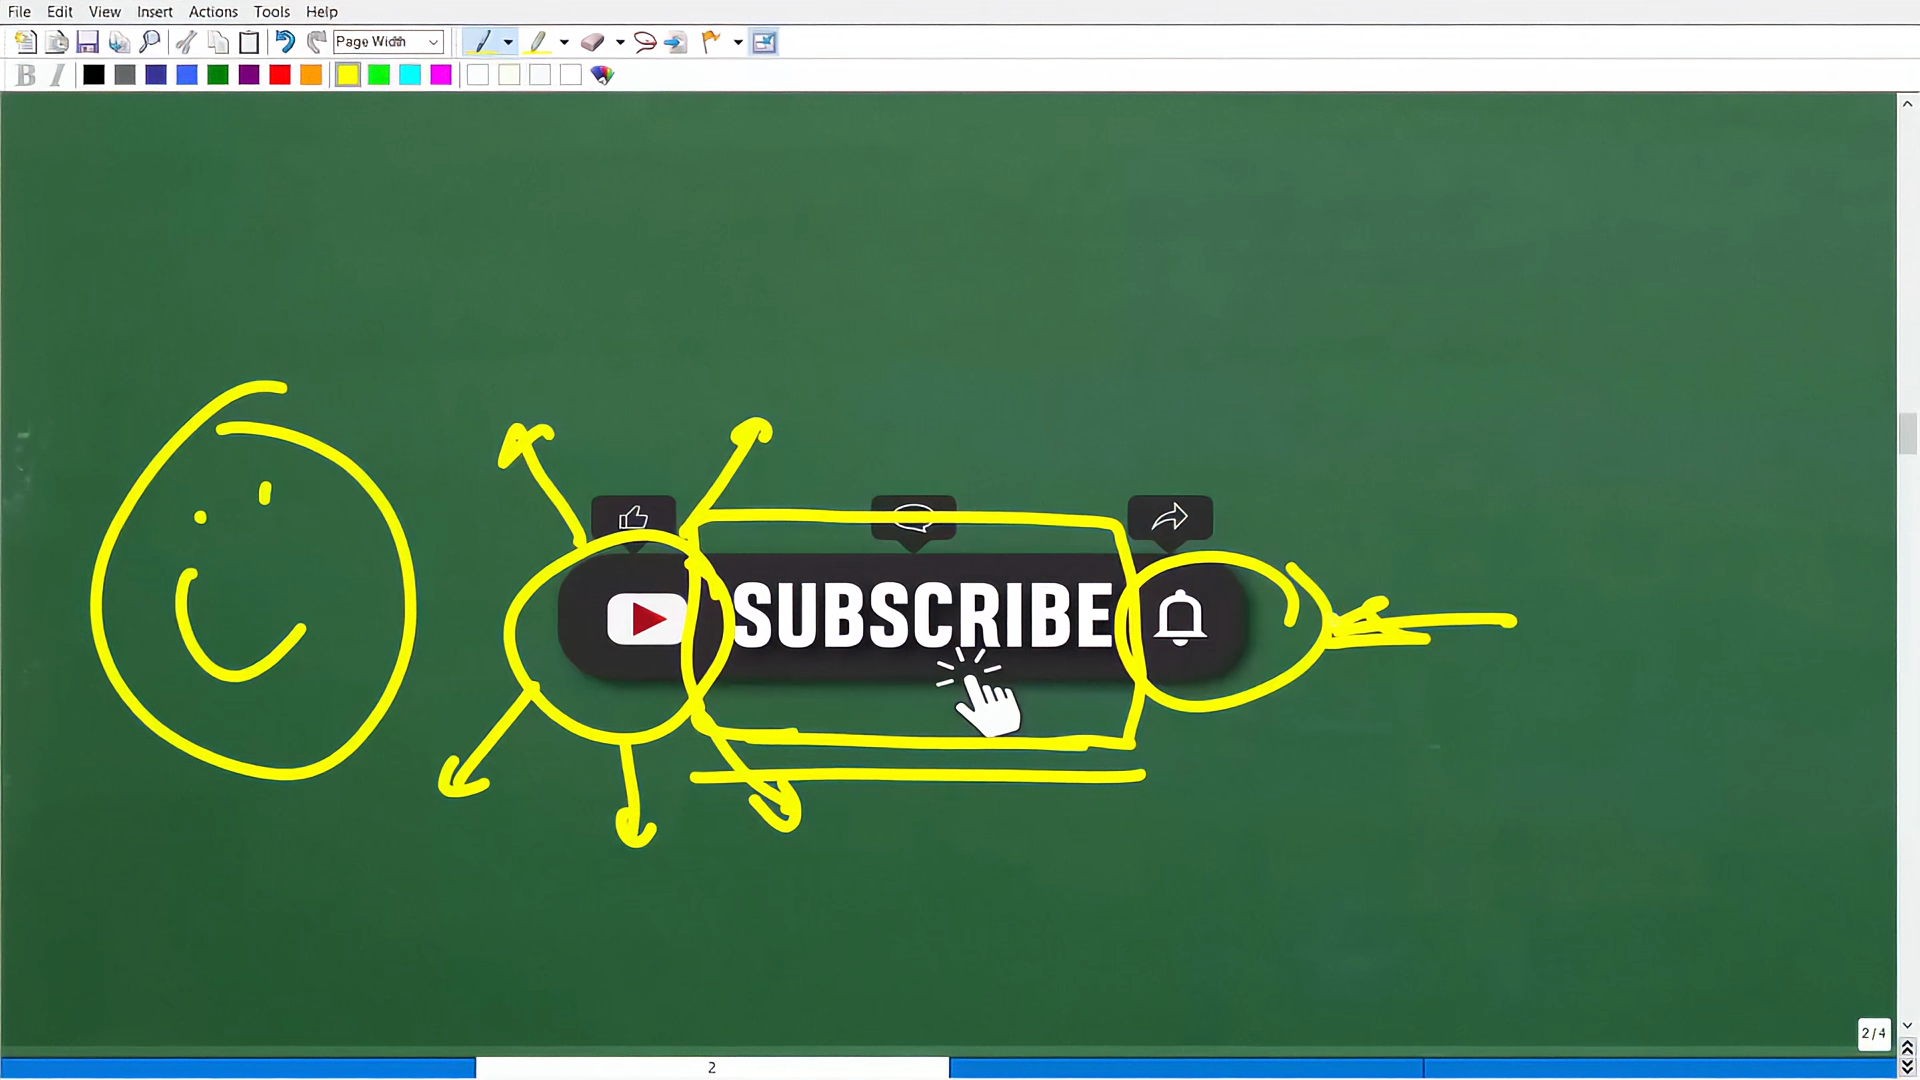 File Edit View Insert Actions Tools Help
Page Width
B I
SUBSCRIBE
2/4
2